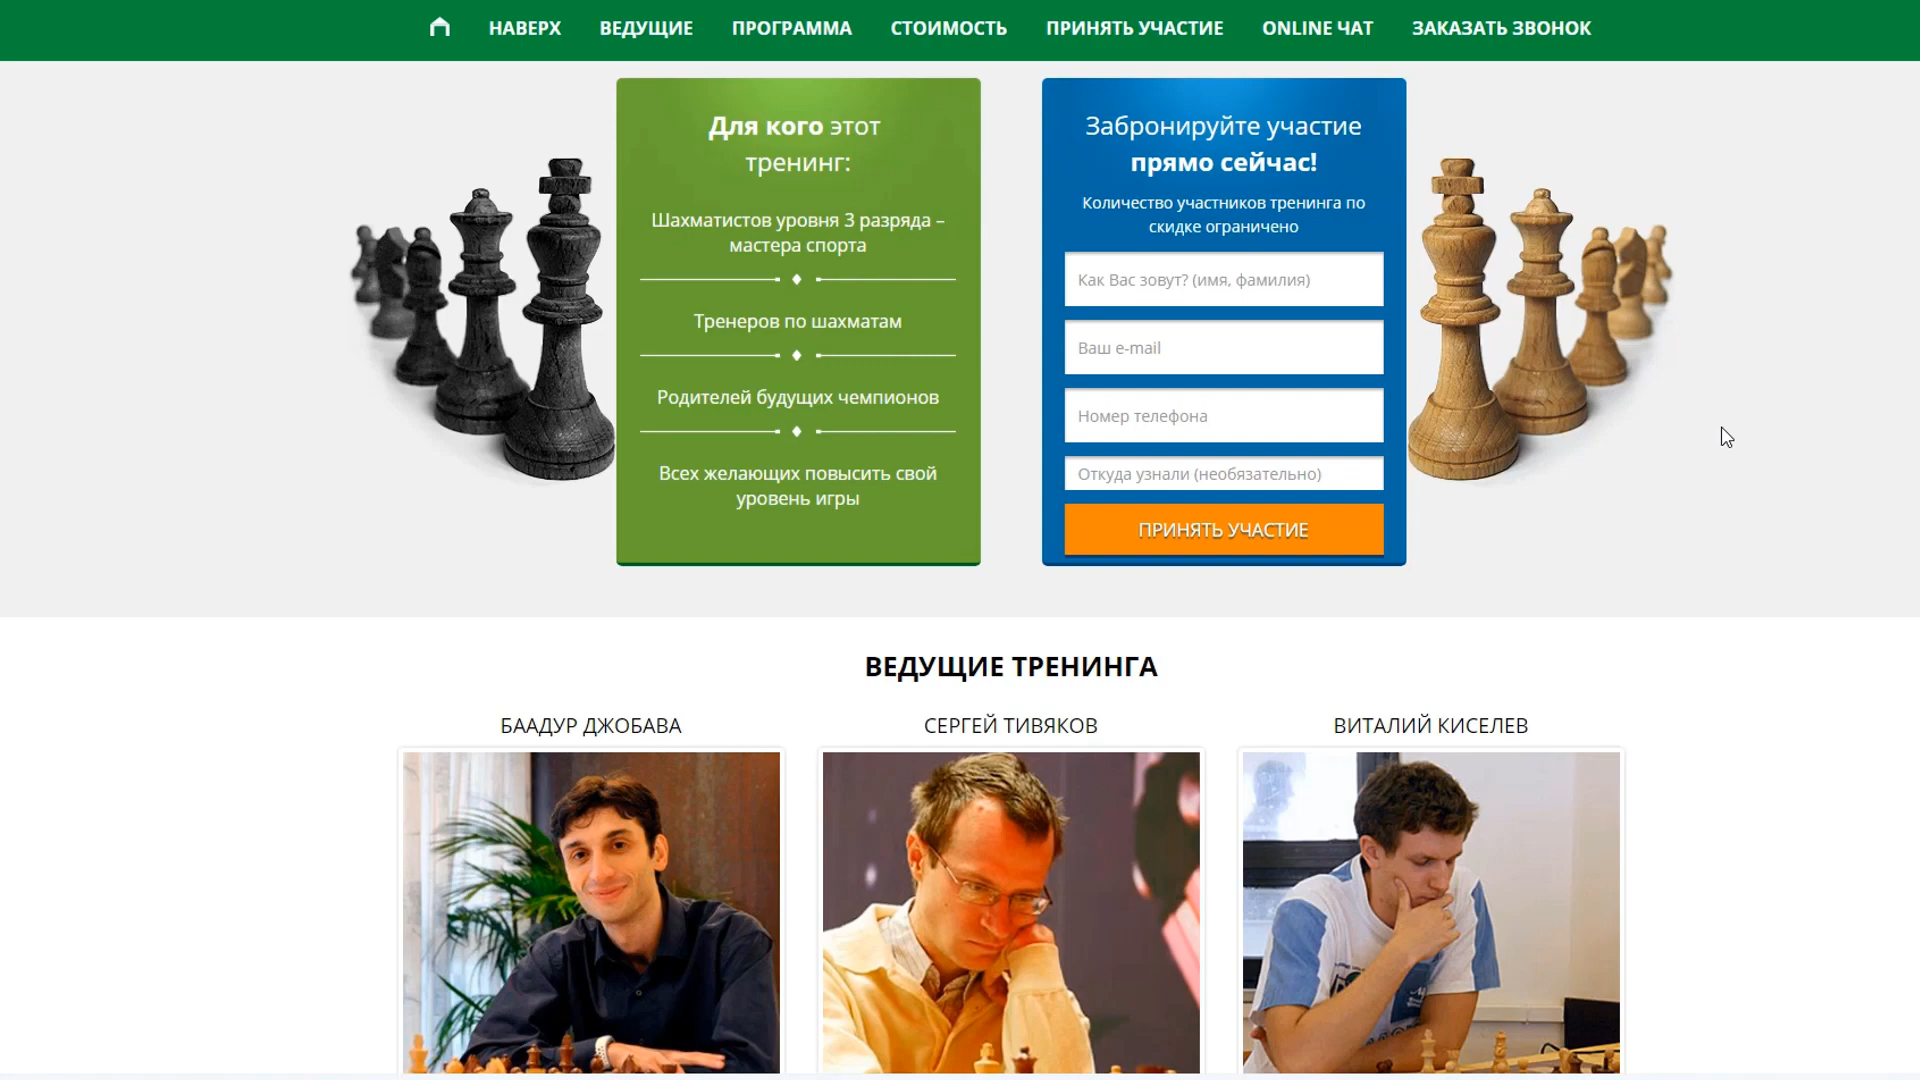 НАВЕРХ ВЕДУЩИЕ ПРОГРАММА СТОИМОСТЬ ПРИНЯТЬ УЧАСТИЕ ONLINE ЧАТ ЗАКАЗАТЬ ЗВОНОК
Для кого этот
тренинг:
Шахматистов уровня 3 разряда –
мастера спорта
Тренеров по шахматам
Родителей будущих чемпионов
Всех желающих повысить свой
уровень игры
Забронируйте участие
прямо сейчас!
Количество участников тренинга по
скидке ограничено
Как Вас зовут? (имя, фамилия)
Ваш e-mail
Номер телефона
Откуда узнали (необязательно)
ПРИНЯТЬ УЧАСТИЕ
ВЕДУЩИЕ ТРЕНИНГА
БААДУР ДЖОБАВА
СЕРГЕЙ ТИВЯКОВ
ВИТАЛИЙ КИСЕЛЕВ